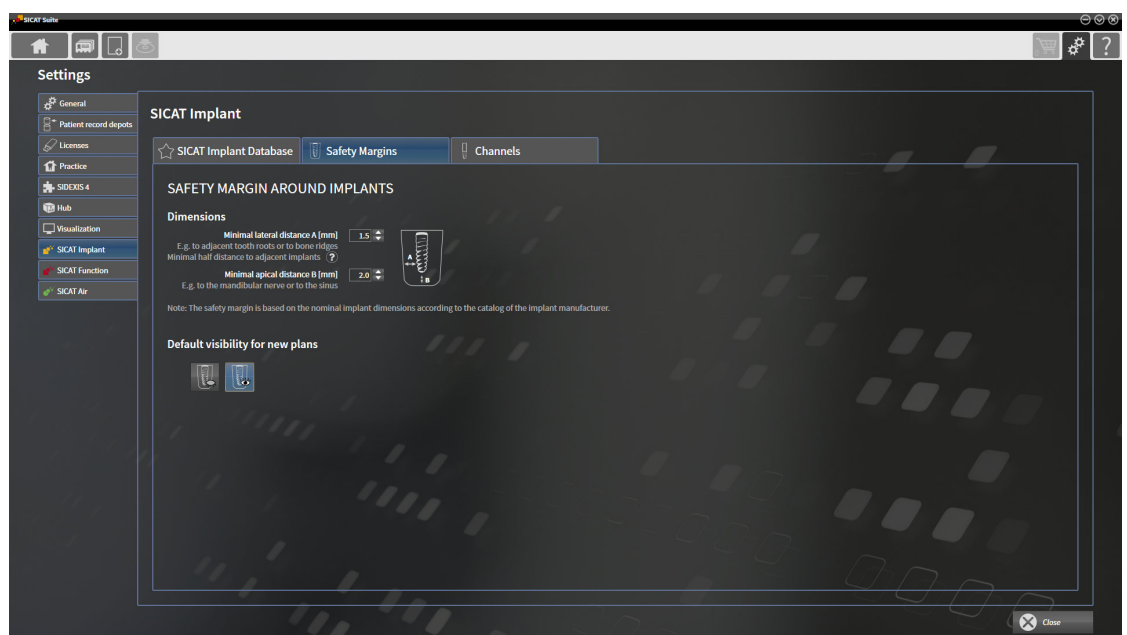 SICAT Suite
Settings
General
Patient record depots
Licenses
Practice
SIDEXIS 4
Hub
Visualization
SICAT Implant
SICAT Function
SICAT Air
SICAT Implant
SICAT Implant Database
Safety Margins
Channels
SAFETY MARGIN AROUND IMPLANTS
Dimensions
Minimal lateral distance A [mm] 1.5
E.g. to adjacent tooth roots or to bone ridges
Minimal half distance to adjacent implants ?
A
Minimal apical distance B [mm] 2.0
B
E.g. to the mandibular nerve or to the sinus
Note: The safety margin is based on the nominal implant dimensions according to the catalog of the implant manufacturer.
Default visibility for new plans
Close